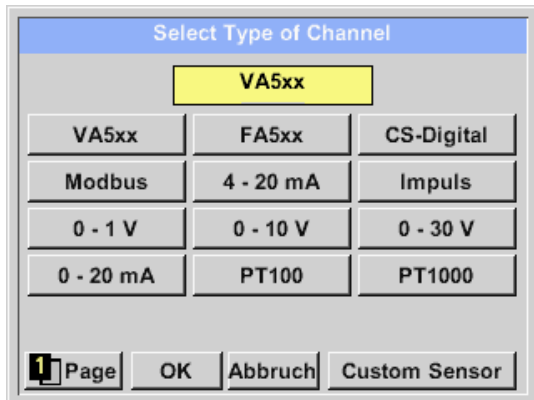 Select Type of Channel
VA5xx
VA5xx FA5xx CS-Digital
Modbus 4 - 20 mA Impuls
0 - 1 V 0 - 10 V 0 - 30 V
0 - 20 mA PT100 PT1000
1 Page OK Abbruch Custom Sensor